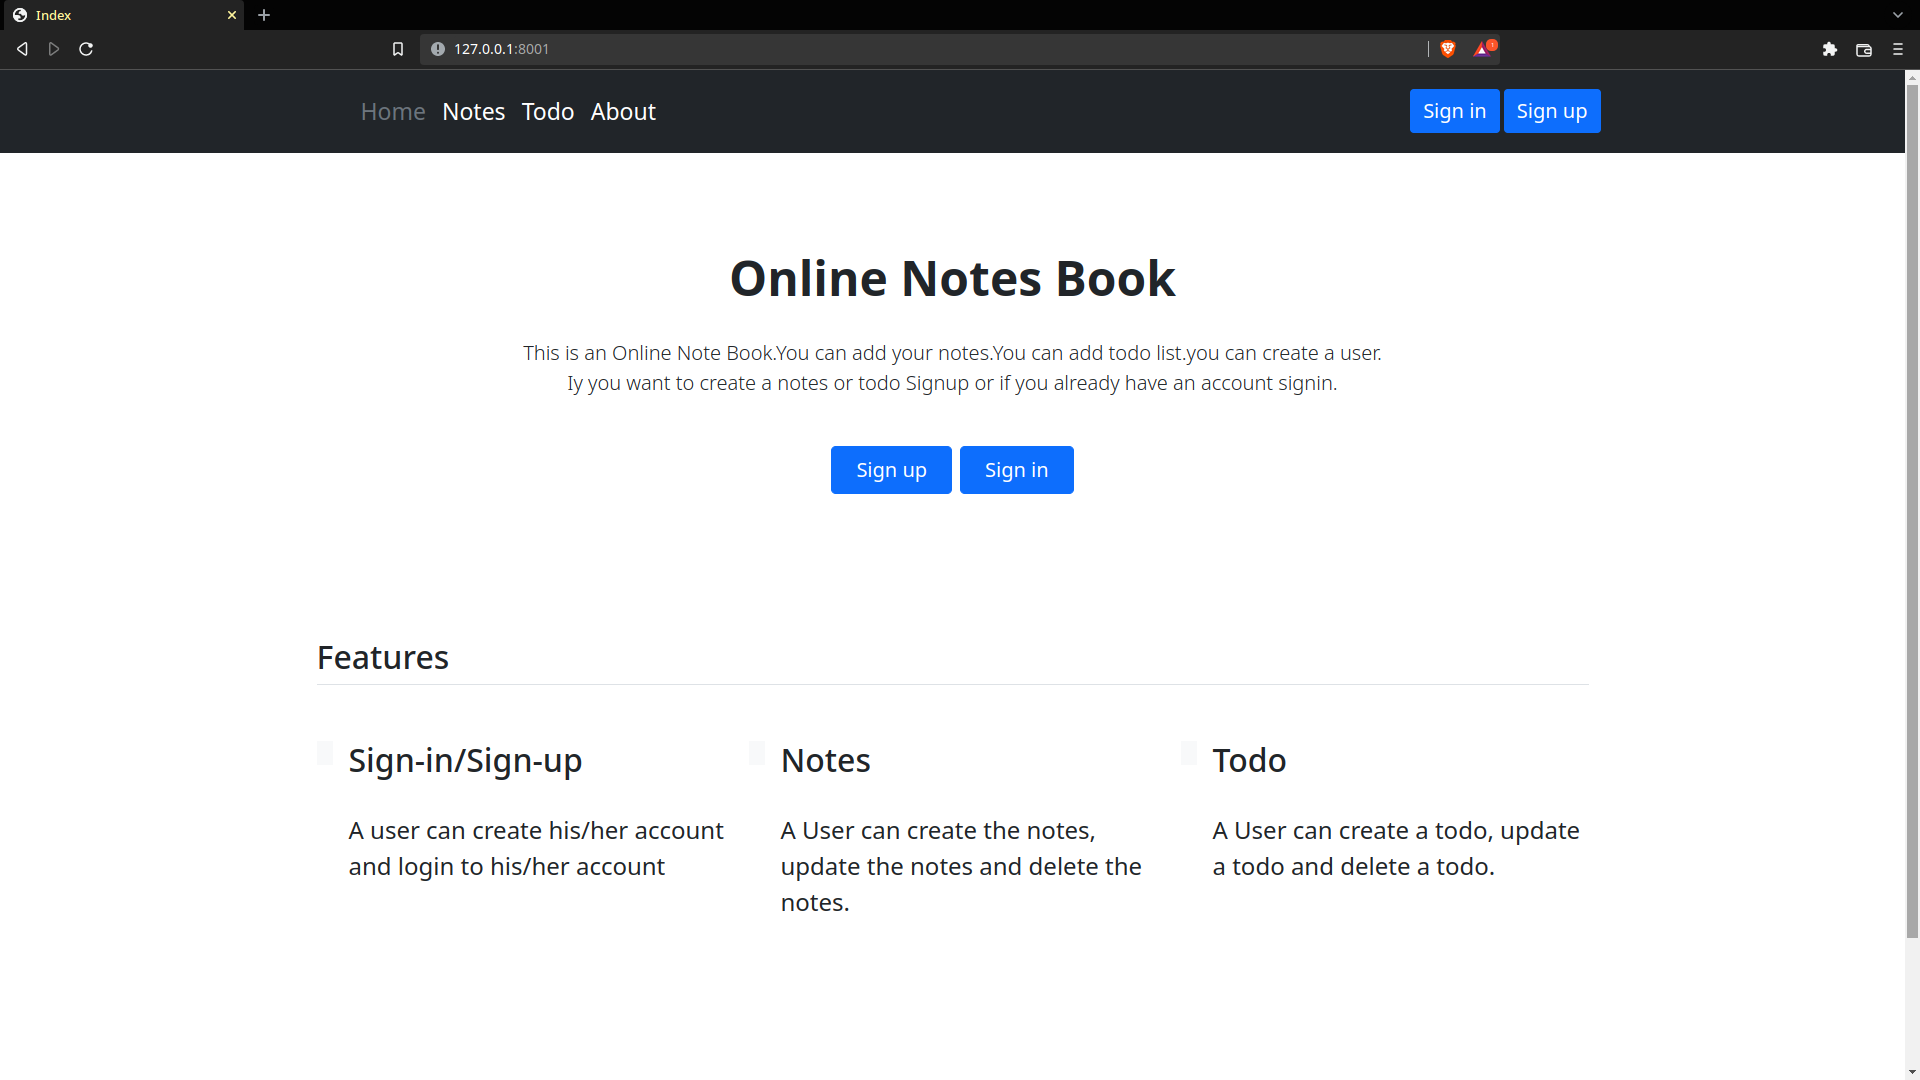 Index
127.0.0.1:8001
Home Notes Todo About Sign in Sign up
Online Notes Book
This is an Online Note Book.You can add your notes.You can add todo list.you can create a user.
Iy you want to create a notes or todo Signup or if you already have an account signin.
Sign up Sign in
Features
Sign-in/Sign-up
A user can create his/her account
and login to his/her account
Notes
A User can create the notes,
update the notes and delete the
notes.
Todo
A User can create a todo, update
a todo and delete a todo.